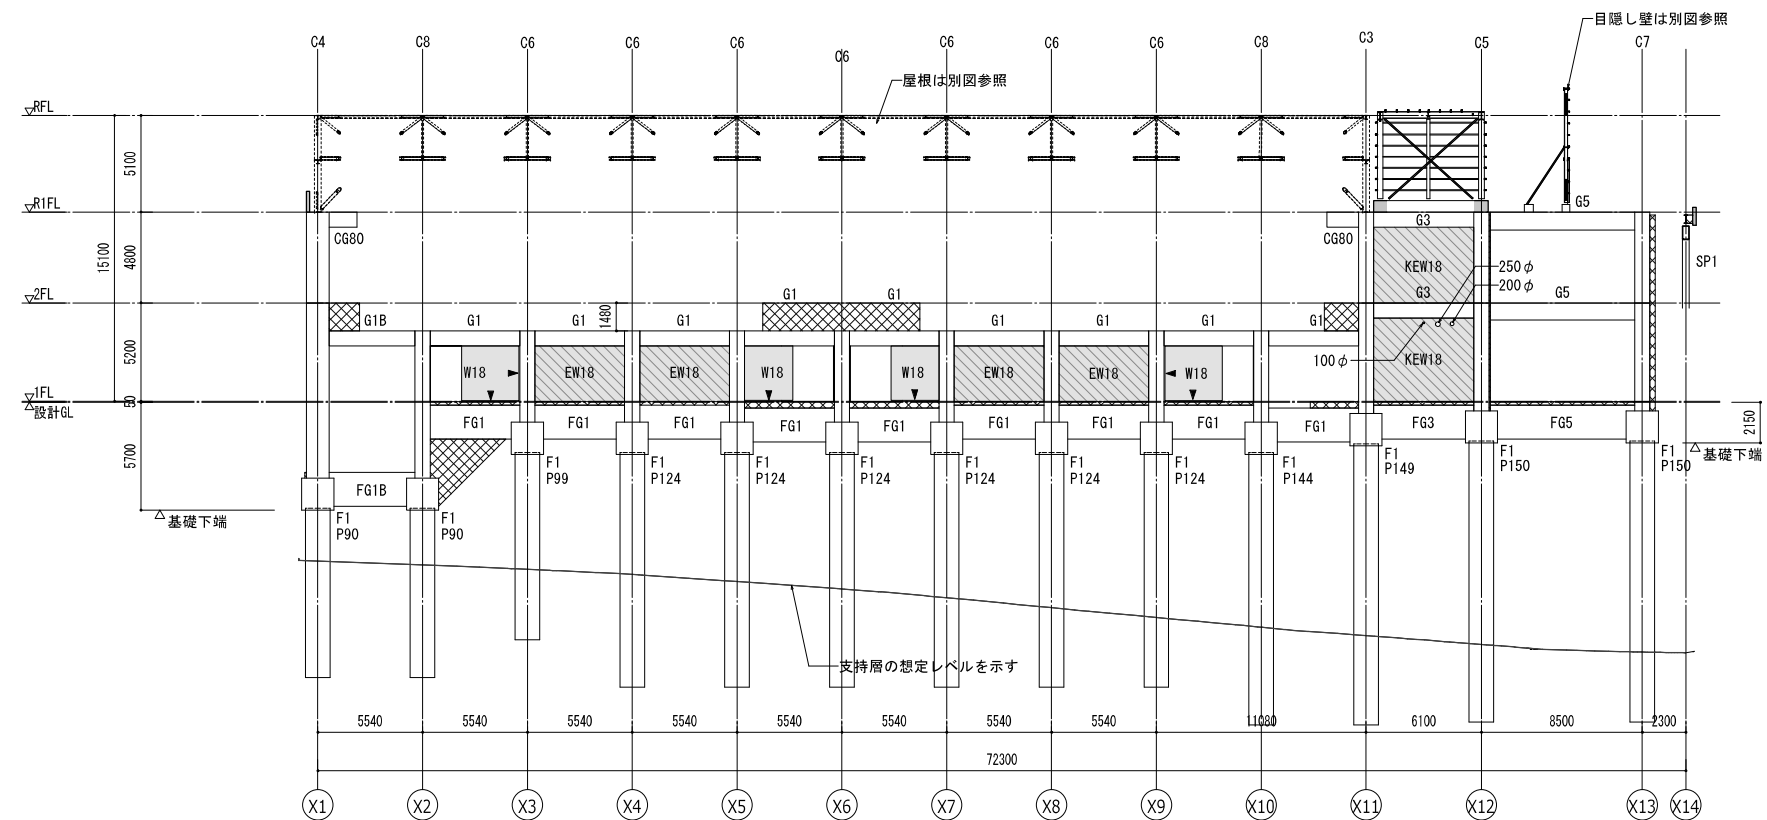 目隠し壁は別図参照
C4 C8 C6 C6 C6 C6 C6 C6 C6 C8 C3 C5 C7
屋根は別図参照
RFL
5100
R1FL
G5
CG80 CG80 G3
15100
4800
KEW18 250φ SP1
200φ
2FL
G1 G1 G3 G5
1480
G1B G1 G1 G1 G1 G1 G1 G1
5200
100φ KEW18
W18 EW18 EW18 W18 W18 EW18 EW18 W18
1FL
50
設計GL
FG1 FG1 FG1 FG1 FG1 FG1 FG1 FG1 FG1 FG3 FG5
2150
5700
基礎下端
F1 F1 F1 F1 F1 F1 F1 F1 F1 F1 F1
P99 P124 P124 P124 P124 P124 P124 P144 P149 P150 P150
FG1B
基礎下端
F1 F1
P90 P90
支持層の想定レベルを示す
5540 5540 5540 5540 5540 5540 5540 5540 11080 6100 8500 2300
72300
X1 X2 X3 X4 X5 X6 X7 X8 X9 X10 X11 X12 X13 X14